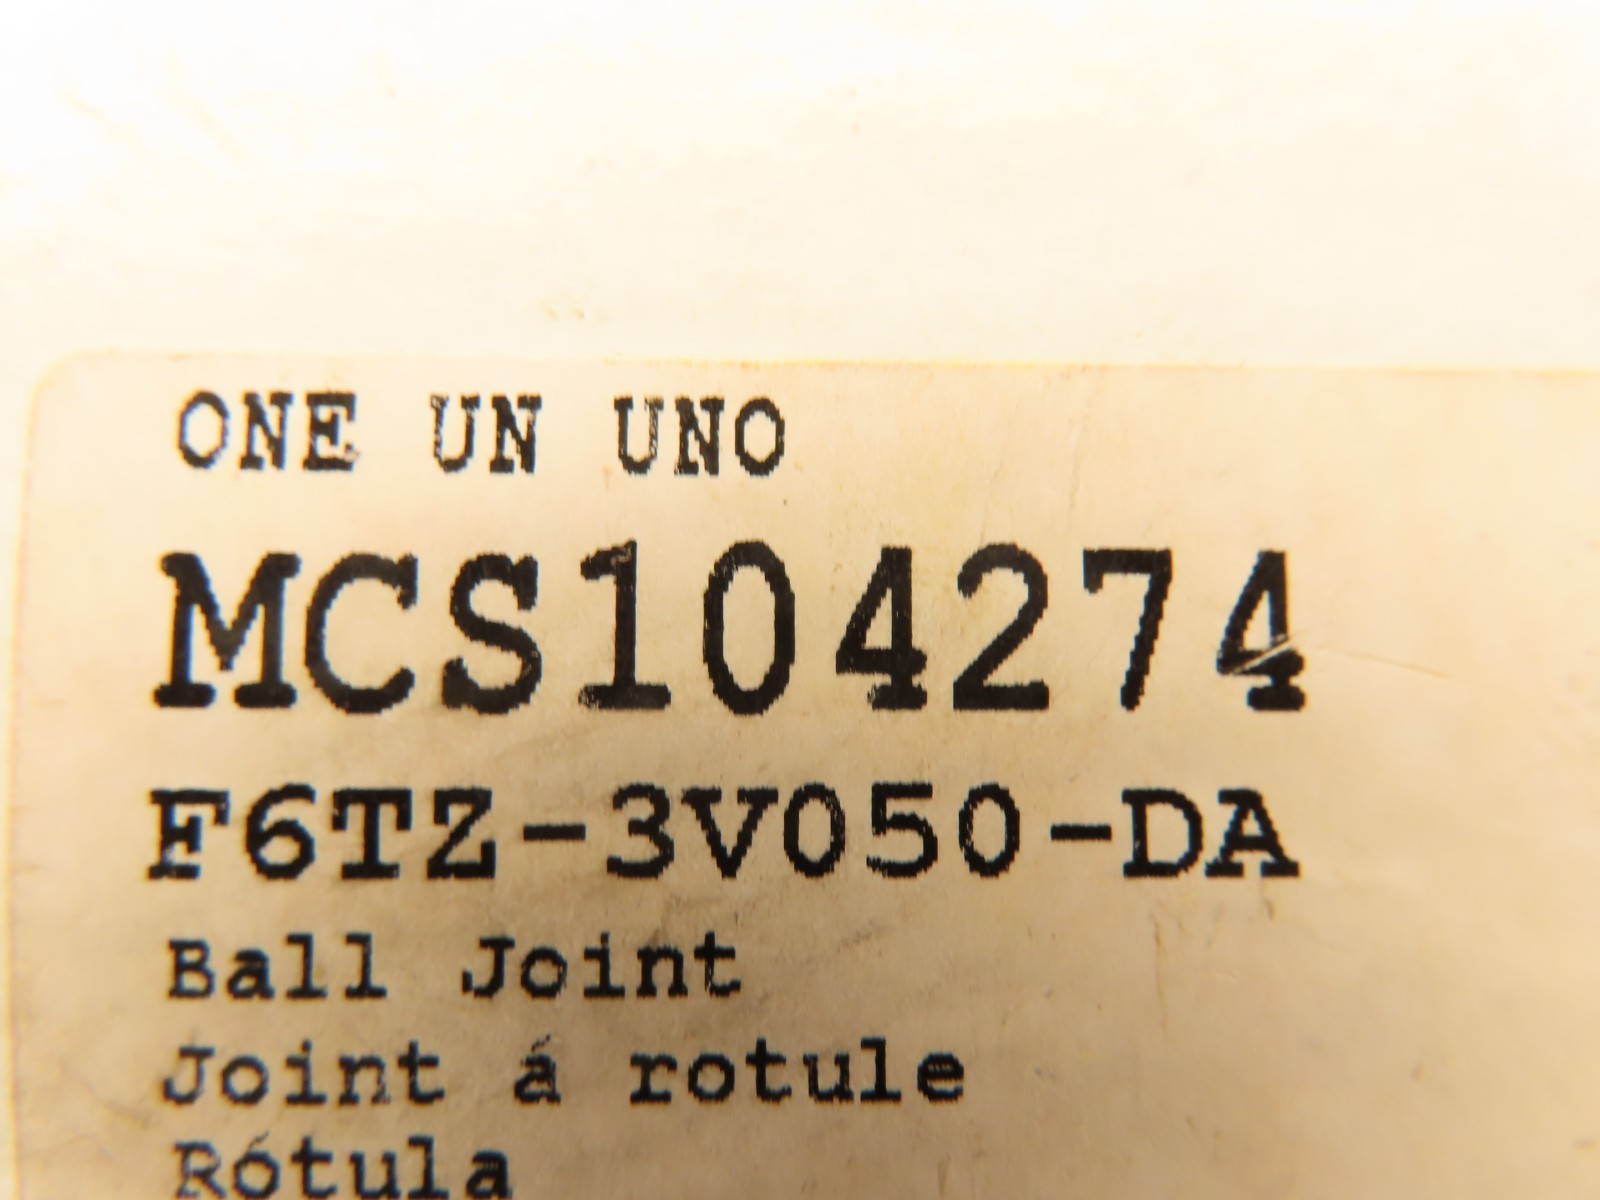 ONE UN UNO
MCS104274
F6TZ-3V050-DA
Ball Joint
Joint á rotule
Rótula